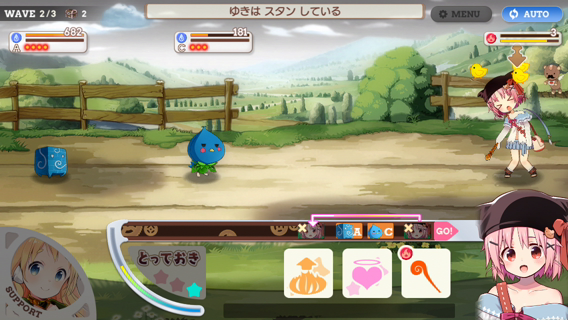 WAVE 2/3 2
ゆきは スタン している
MENU
AUTO
682
A
181
C
3
A
C
GO!
とっておき
SUPPORT